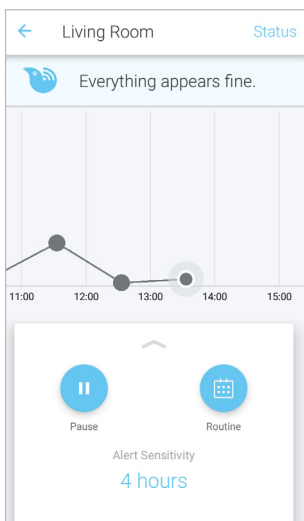 Living Room
Status
Everything appears fine.
11:00
12:00
13:00
14:00
15:00
Pause
Routine
Alert Sensitivity
4 hours